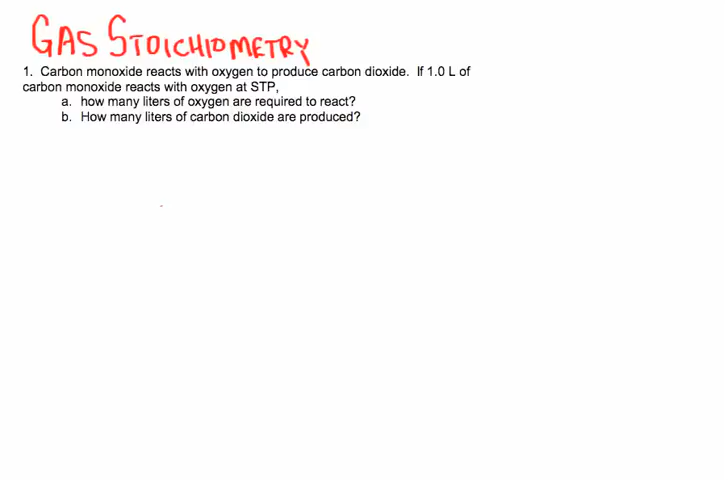 GAS STOICHIOMETRY
1. Carbon monoxide reacts with oxygen to produce carbon dioxide. If 1.0 L of
carbon monoxide reacts with oxygen at STP,
a. how many liters of oxygen are required to react?
b. How many liters of carbon dioxide are produced?